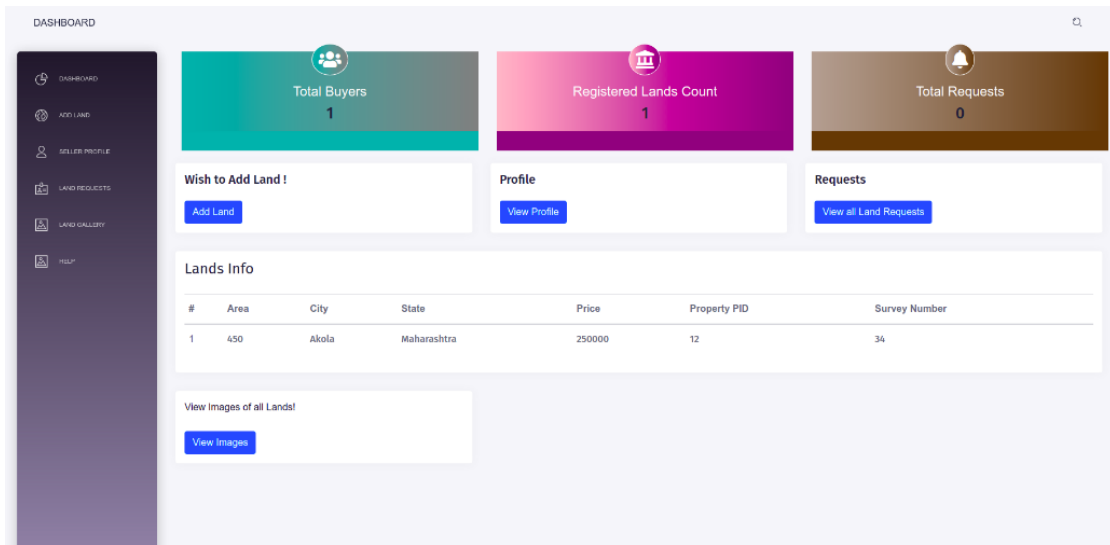 DASHBOARD
DASHBOARD
ADD LAND
SELLER PROFILE
LAND REQUESTS
LAND GALLERY
HELP
Total Buyers
1
Registered Lands Count
1
Total Requests
0
Wish to Add Land !
Add Land
Profile
View Profile
Requests
View all Land Requests
Lands Info
# Area City State Price Property PID Survey Number
1 450 Akola Maharashtra 250000 12 34
View Images of all Lands!
View Images